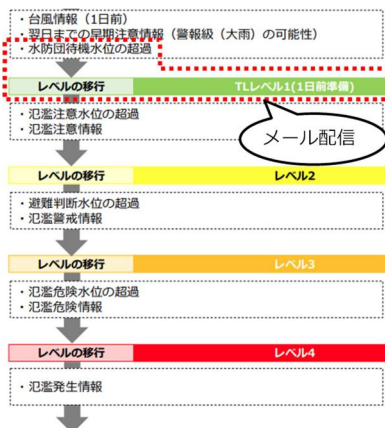 ・台風情報（1日前）
・翌日までの早期注意情報（警報級（大雨）の可能性）
・水防団待機水位の超過
レベルの移行 TLレベル1(1日前準備)
・氾濫注意水位の超過
・氾濫注意情報
メール配信
レベルの移行 レベル2
・避難判断水位の超過
・氾濫警戒情報
レベルの移行 レベル3
・氾濫危険水位の超過
・氾濫危険情報
レベルの移行 レベル4
・氾濫発生情報